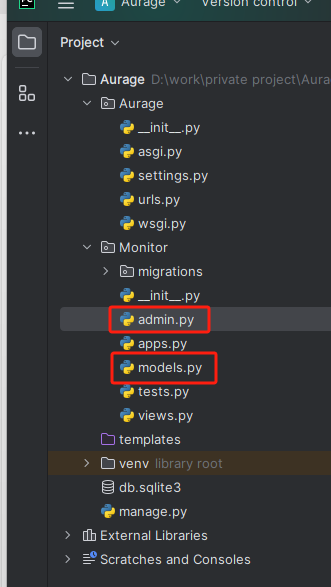 A Aurage Version control
Project
Aurage D:\work\private project\Aura
Aurage
__init__.py
asgi.py
settings.py
urls.py
wsgi.py
Monitor
migrations
__init__.py
admin.py
apps.py
models.py
tests.py
views.py
templates
venv library root
db.sqlite3
manage.py
External Libraries
Scratches and Consoles